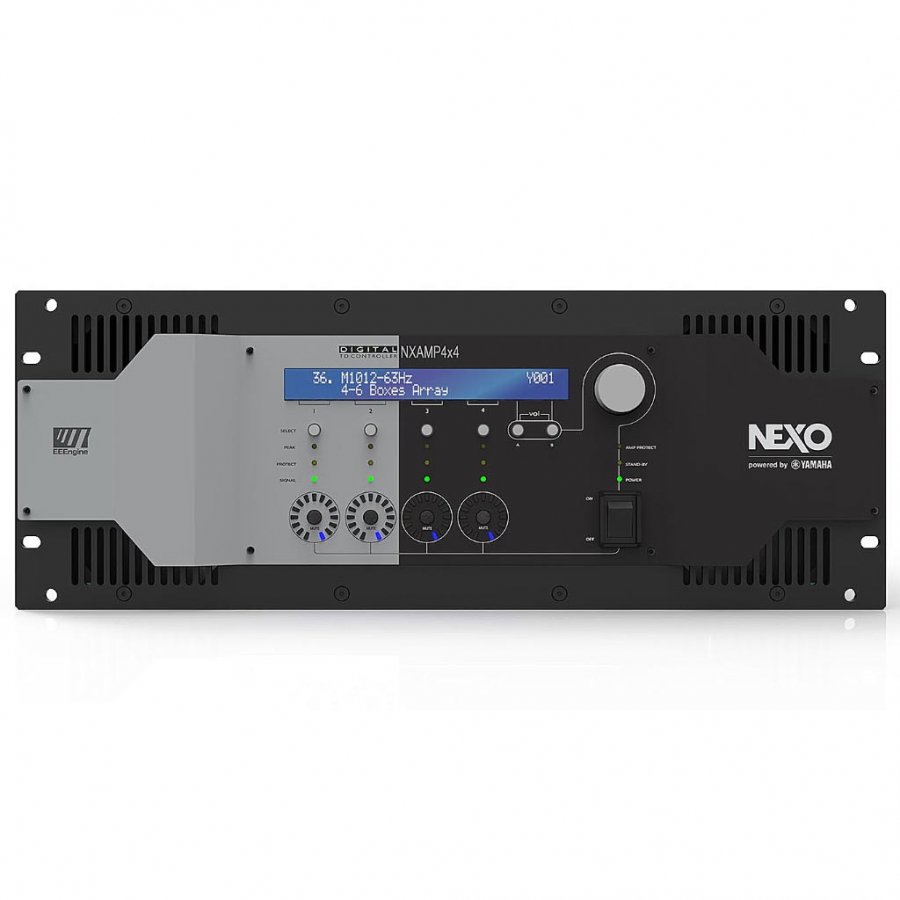 DIGITAL
TD CONTROLLER
NXAMP4x4
36. M1012-63Hz Y001
4-6 Boxes Array
1 2 3 4
vol
A B
SELECT
PEAK
PROTECT
SIGNAL
MUTE MUTE MUTE MUTE
AMP PROTECT
STAND-BY
POWER
ON
OFF
EEEngine
NEXO
powered by YAMAHA